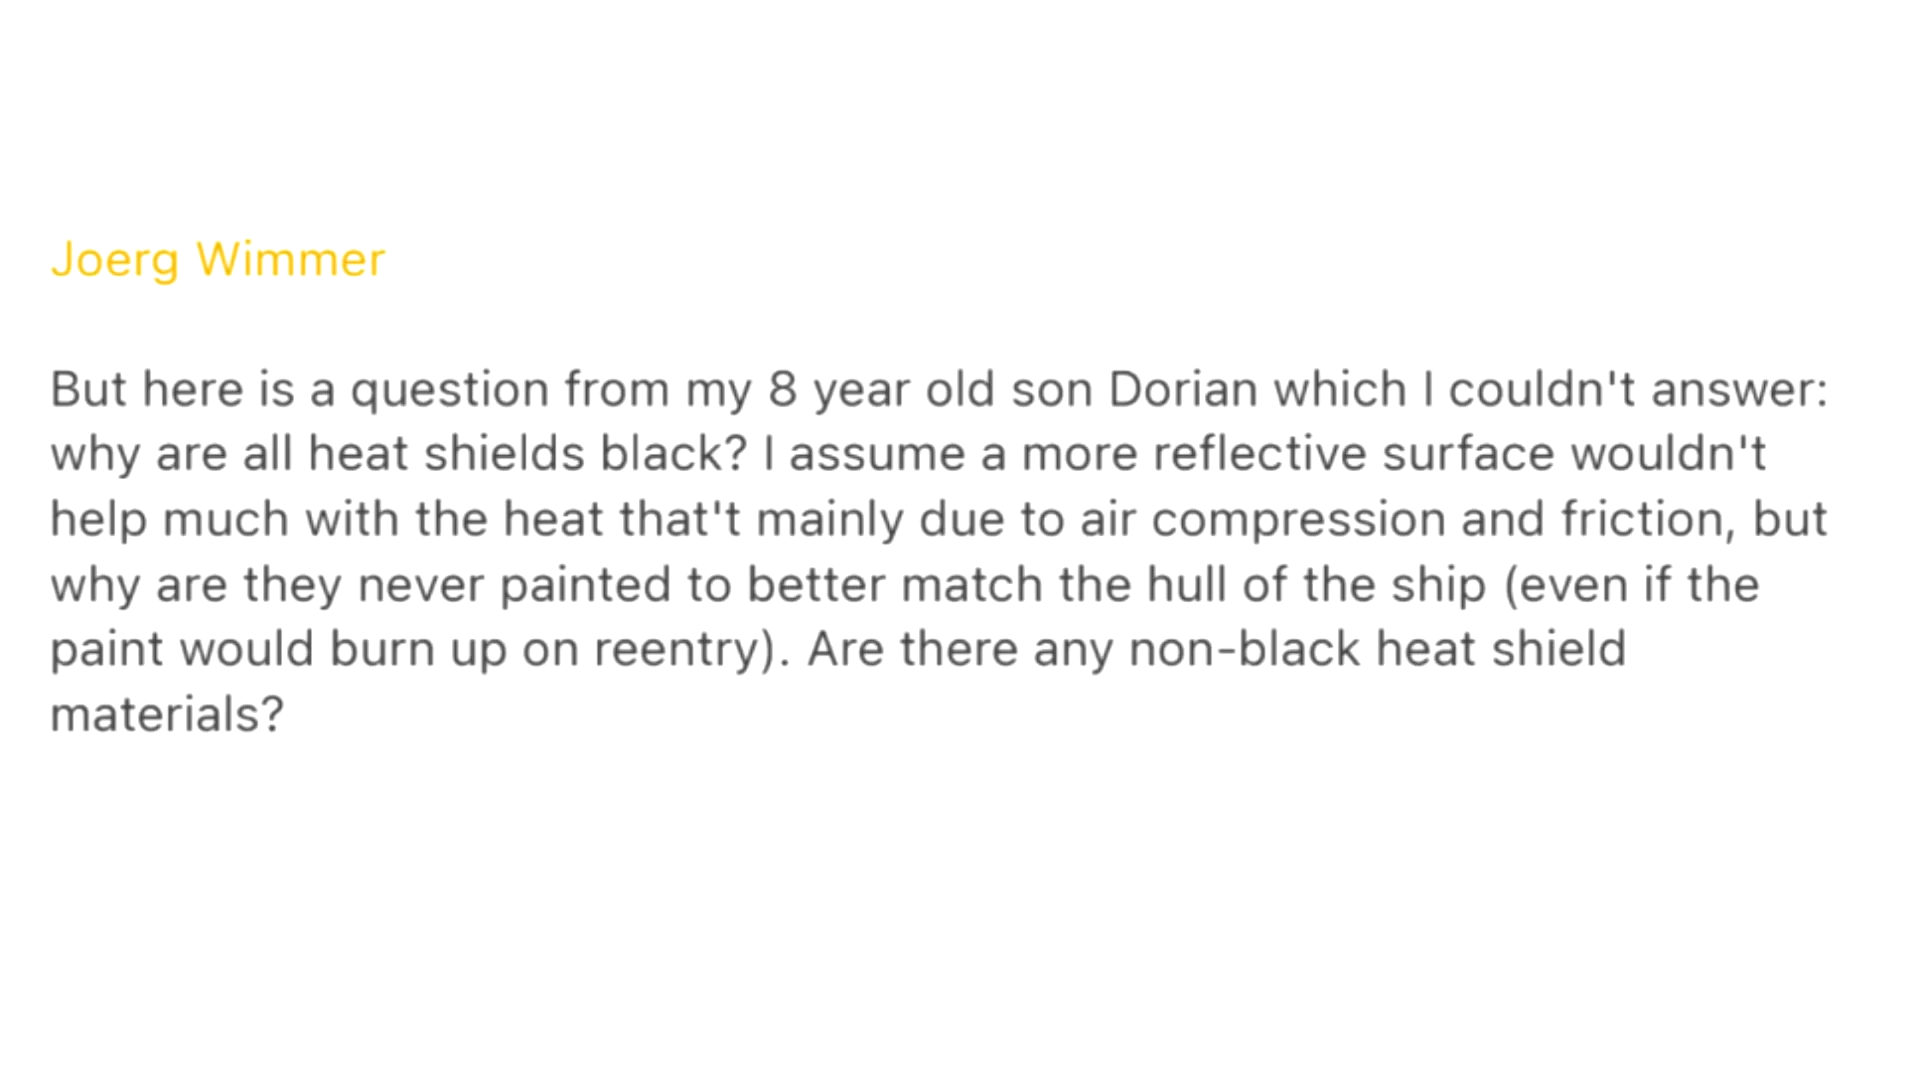 Joerg Wimmer
But here is a question from my 8 year old son Dorian which I couldn't answer:
why are all heat shields black? I assume a more reflective surface wouldn't
help much with the heat that't mainly due to air compression and friction, but
why are they never painted to better match the hull of the ship (even if the
paint would burn up on reentry). Are there any non-black heat shield
materials?